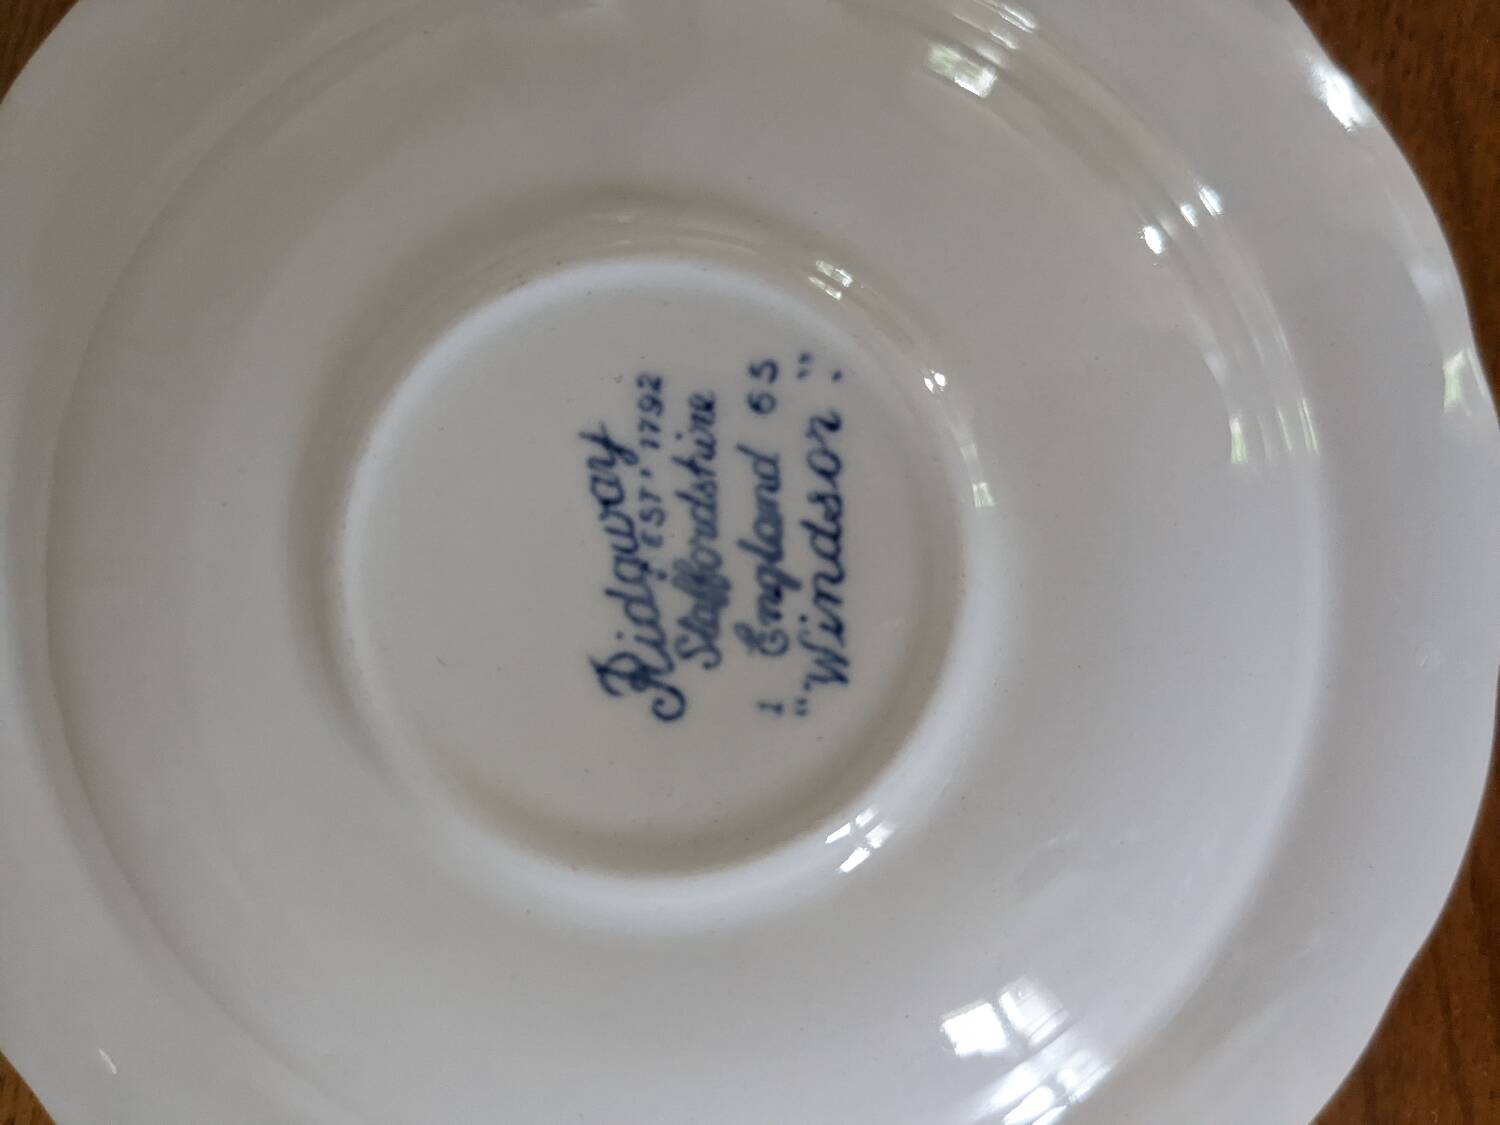 Ridgway
EST'. 1792
Staffordshire
1 England 65
"Windsor."